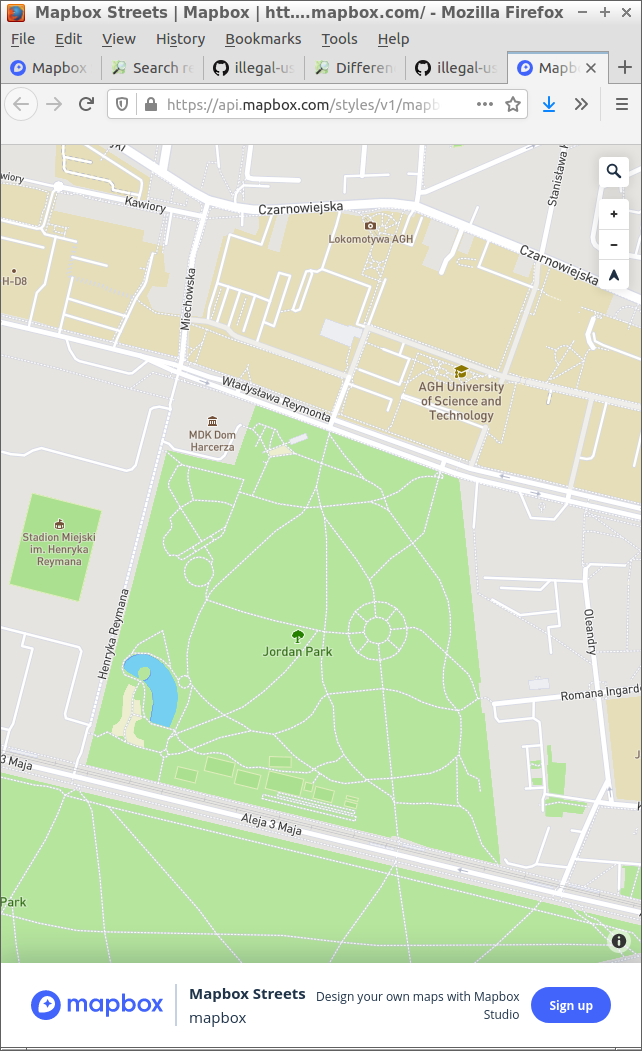 Mapbox Streets | Mapbox | htt….mapbox.com/ - Mozilla Firefox
File Edit View History Bookmarks Tools Help
Mapbox
Search re
illegal-us
Differen
illegal-us
Mapb
https://api.mapbox.com/styles/v1/mapb
Kawiory
Czarnowiejska
Lokomotywa AGH
Czarnowiejska
H-D8
Miechowska
Władysława Reymonta
AGH University
of Science and
Technology
MDK Dom
Harcerza
Stadion Miejski
im. Henryka
Reymana
Henryka Reymana
Jordan Park
Oleandry
Romana Ingarde
3 Maja
Aleja 3 Maja
Park
mapbox
Mapbox Streets
mapbox
Design your own maps with Mapbox
Studio
Sign up